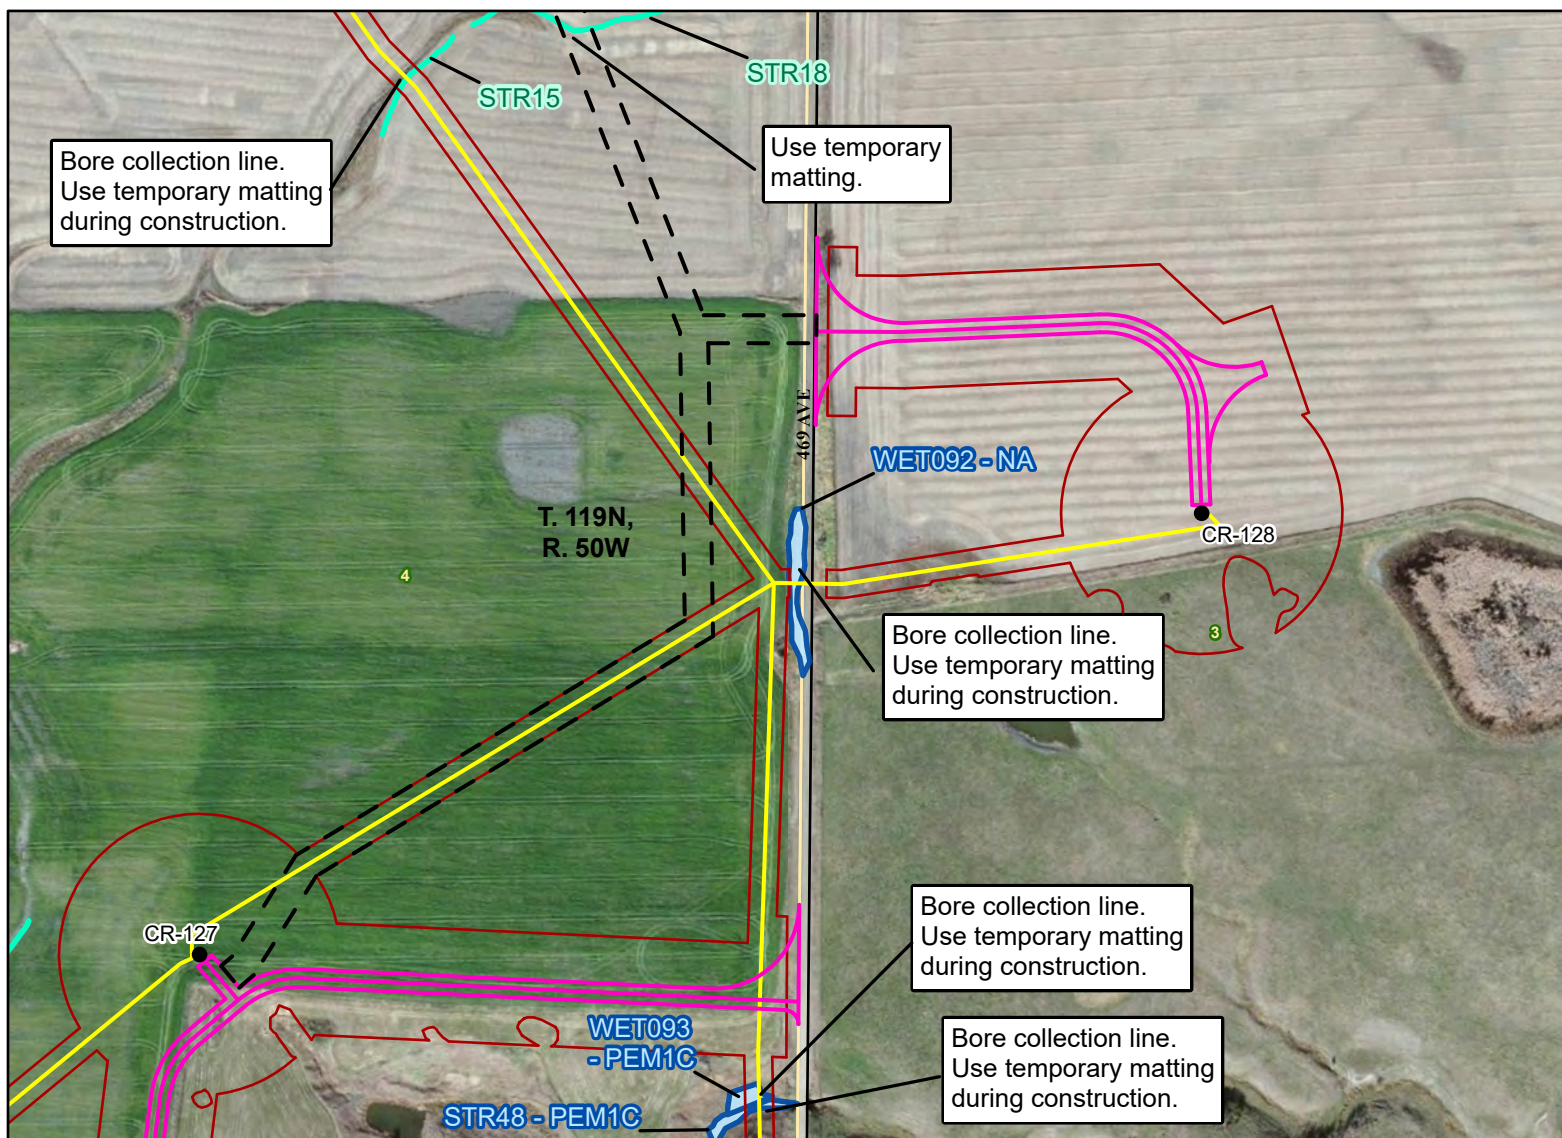 STR18
STR15
Bore collection line.
Use temporary matting
during construction.
Use temporary
matting.
469 AVE
WET092 - NA
T. 119N,
R. 50W
CR-128
4
3
Bore collection line.
Use temporary matting
during construction.
CR-127
Bore collection line.
Use temporary matting
during construction.
WET093
- PEM1C
Bore collection line.
Use temporary matting
during construction.
STR48 - PEM1C